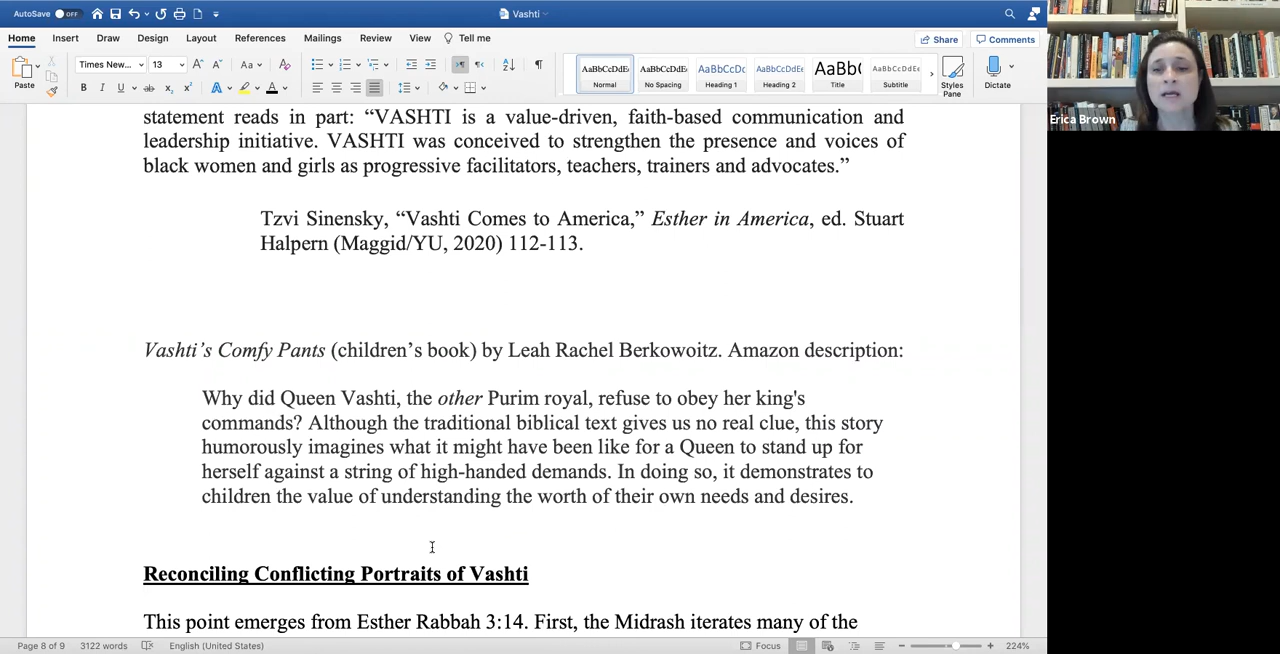 AutoSave OFF
Vashti
Home Insert Draw Design Layout References Mailings Review View Tell me
Share Comments
Paste
Times New... 13
AaBbCcDdEe AaBbCcDdEe AaBbCcDc AaBbCcDdEe AaBb( AaBbCcDdEe
Normal No Spacing Heading 1 Heading 2 Title Subtitle
Styles Pane
Dictate
statement reads in part: “VASHTI is a value-driven, faith-based communication and
leadership initiative. VASHTI was conceived to strengthen the presence and voices of
black women and girls as progressive facilitators, teachers, trainers and advocates.”
Tzvi Sinensky, “Vashti Comes to America,” Esther in America, ed. Stuart
Halpern (Maggid/YU, 2020) 112-113.
Vashti’s Comfy Pants (children’s book) by Leah Rachel Berkowoitz. Amazon description:
Why did Queen Vashti, the other Purim royal, refuse to obey her king's
commands? Although the traditional biblical text gives us no real clue, this story
humorously imagines what it might have been like for a Queen to stand up for
herself against a string of high-handed demands. In doing so, it demonstrates to
children the value of understanding the worth of their own needs and desires.
Reconciling Conflicting Portraits of Vashti
This point emerges from Esther Rabbah 3:14. First, the Midrash iterates many of the
Page 8 of 9 3122 words English (United States) Focus 224%
Erica Brown